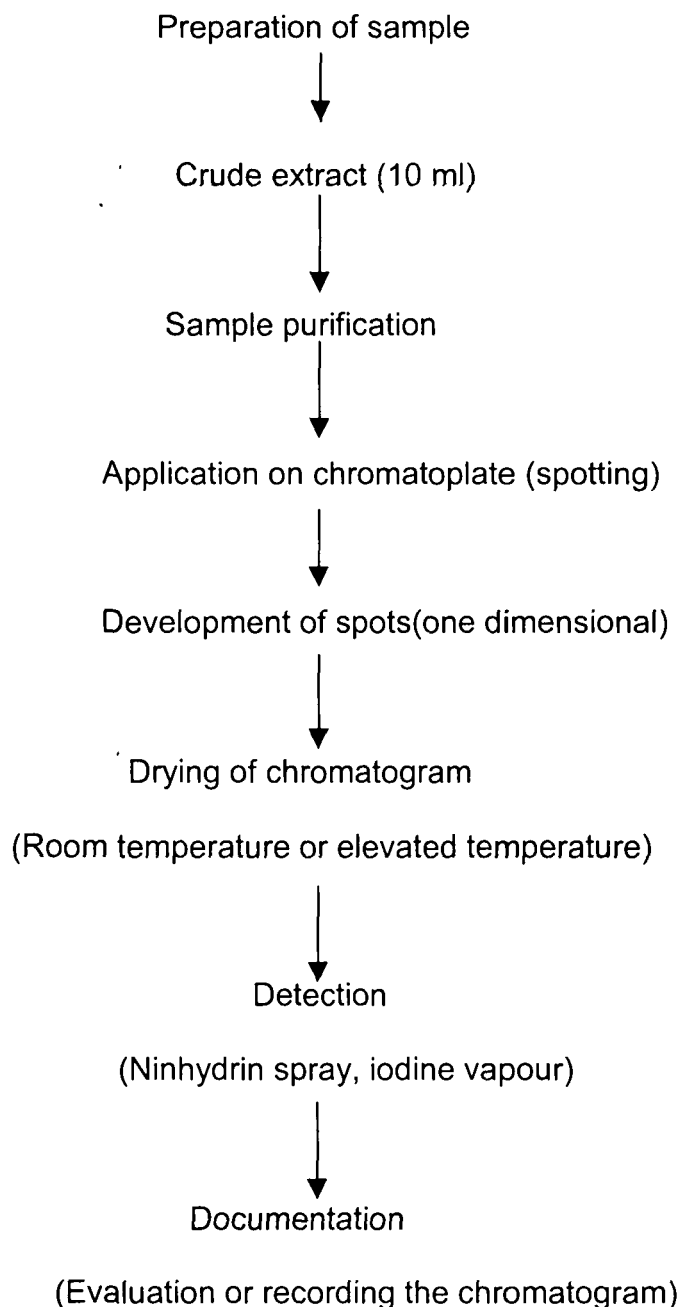 Preparation of sample
Crude extract (10 ml)
Sample purification
Application on chromatoplate (spotting)
Development of spots(one dimensional)
Drying of chromatogram
(Room temperature or elevated temperature)
Detection
(Ninhydrin spray, iodine vapour)
Documentation
(Evaluation or recording the chromatogram)